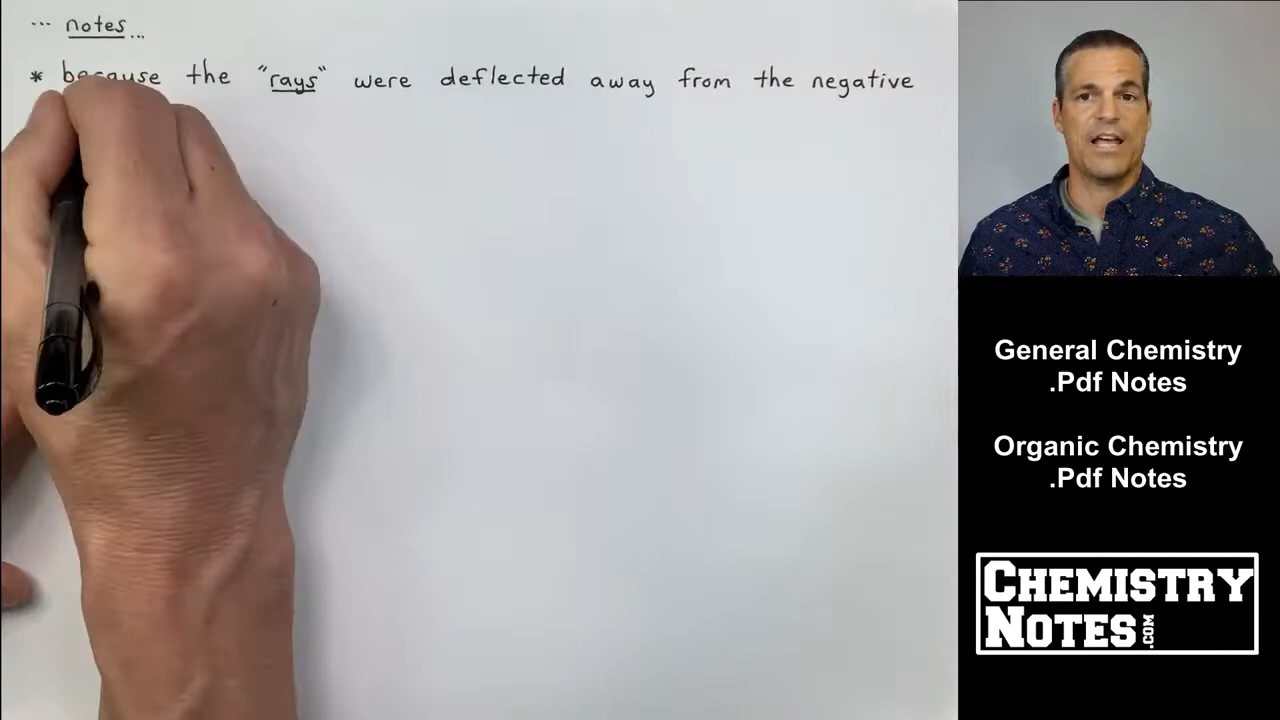 ... notes...
* because the "rays" were deflected away from the negative
General Chemistry
.Pdf Notes
Organic Chemistry
.Pdf Notes
CHEMISTRY
NOTES.COM